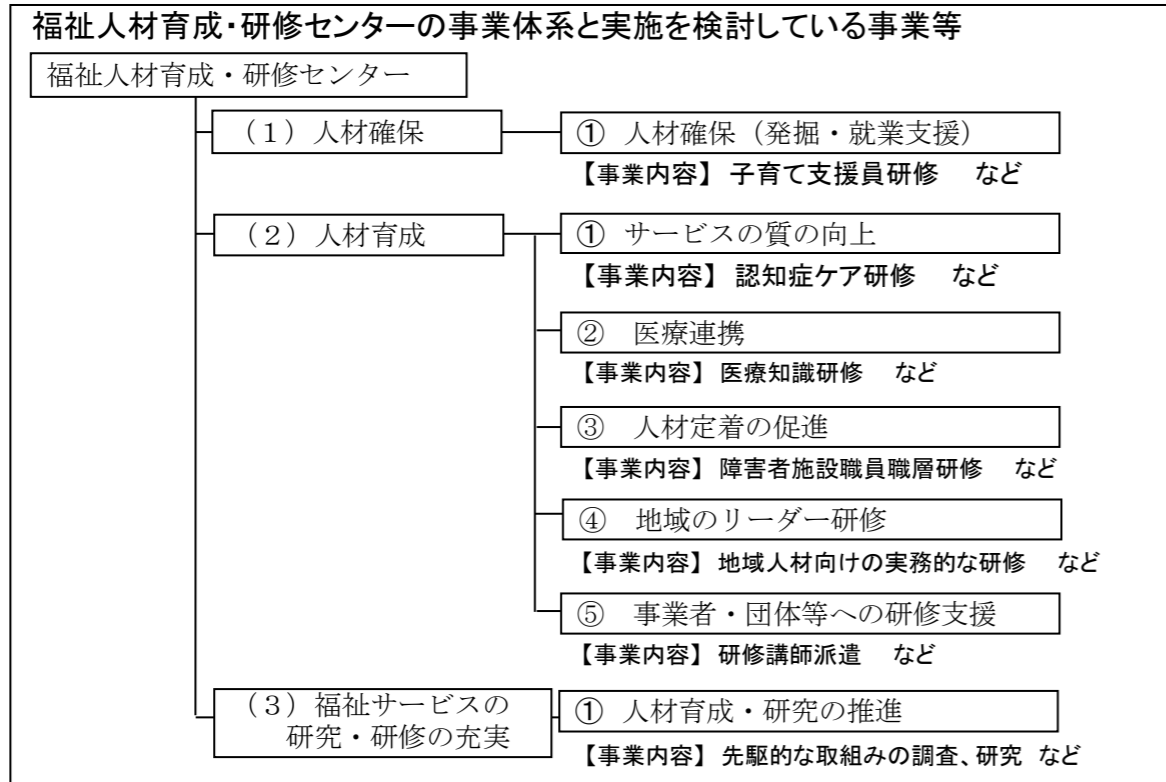 福祉人材育成・研修センターの事業体系と実施を検討している事業等
福祉人材育成・研修センター
（１）人材確保
① 人材確保（発掘・就業支援）
【事業内容】 子育て支援員研修 など
（２）人材育成
① サービスの質の向上
【事業内容】 認知症ケア研修 など
② 医療連携
【事業内容】 医療知識研修 など
③ 人材定着の促進
【事業内容】 障害者施設職員職層研修 など
④ 地域のリーダー研修
【事業内容】 地域人材向けの実務的な研修 など
⑤ 事業者・団体等への研修支援
【事業内容】 研修講師派遣 など
（３）福祉サービスの
研究・研修の充実
① 人材育成・研究の推進
【事業内容】 先駆的な取組みの調査、研究 など